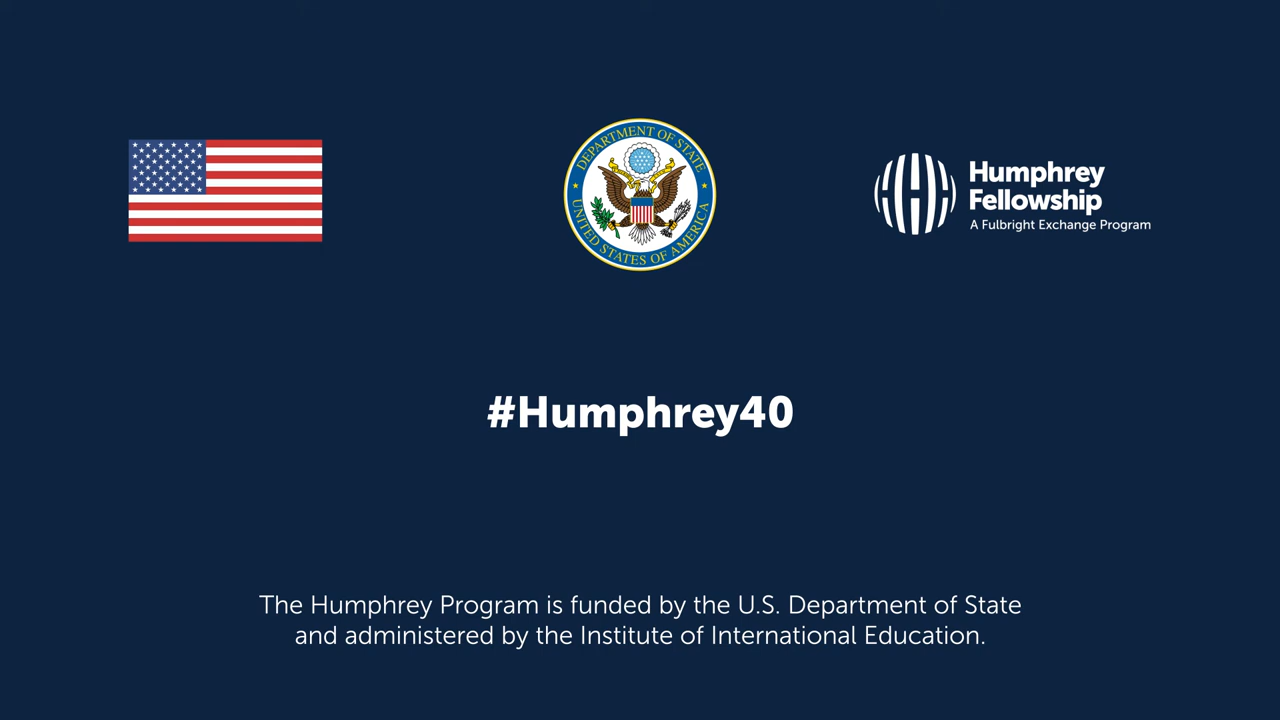 DEPARTMENT OF STATE
UNITED STATES OF AMERICA
Humphrey
Fellowship
A Fulbright Exchange Program
#Humphrey40
The Humphrey Program is funded by the U.S. Department of State
and administered by the Institute of International Education.